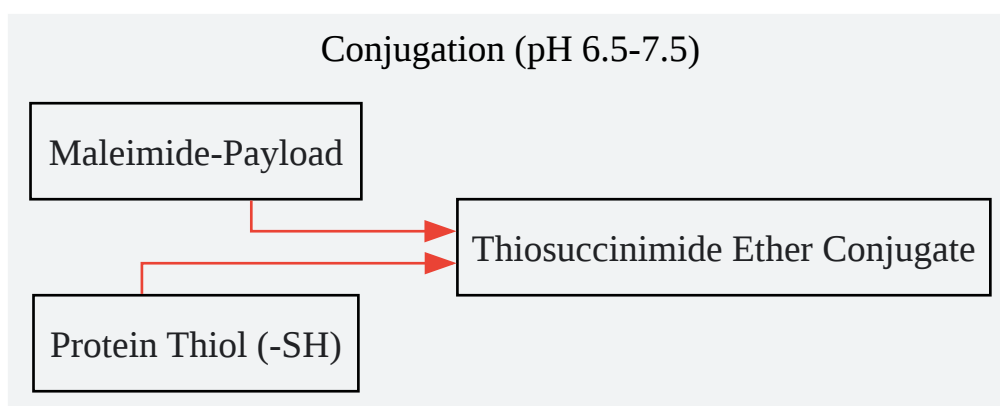 Conjugation (pH 6.5-7.5)
Maleimide-Payload
Thiosuccinimide Ether Conjugate
Protein Thiol (-SH)